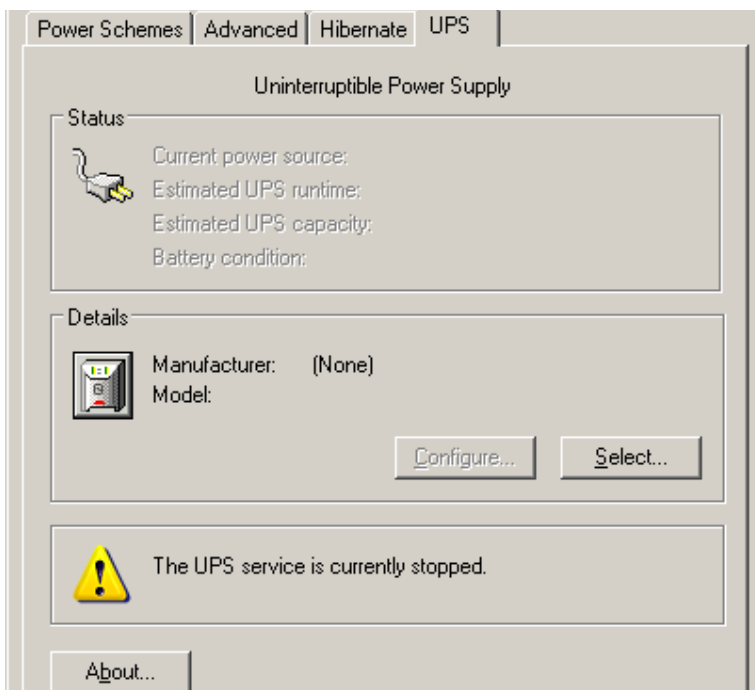 Power Schemes Advanced Hibernate UPS
Uninterruptible Power Supply
Status
Current power source:
Estimated UPS runtime:
Estimated UPS capacity:
Battery condition:
Details
Manufacturer: (None)
Model:
Configure... Select...
The UPS service is currently stopped.
About...